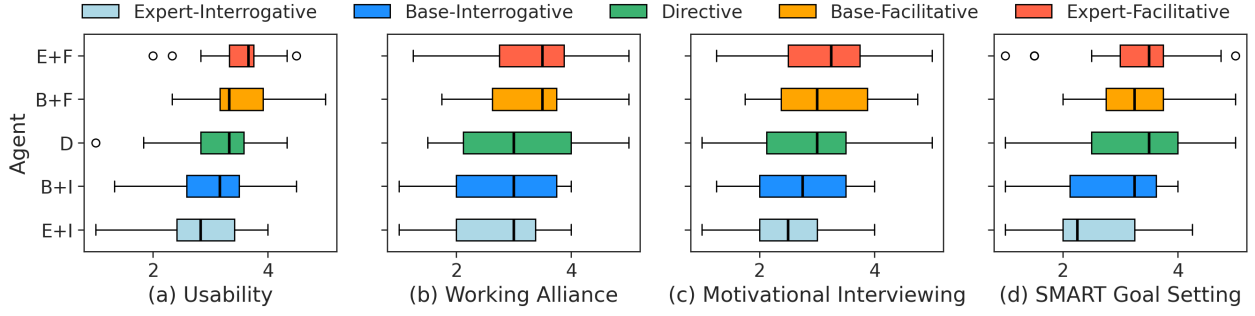 Expert-Interrogative Base-Interrogative Directive Base-Facilitative Expert-Facilitative
Agent
E+F
B+F
D
B+I
E+I
2 4 2 4 2 4 2 4
(a) Usability (b) Working Alliance (c) Motivational Interviewing (d) SMART Goal Setting